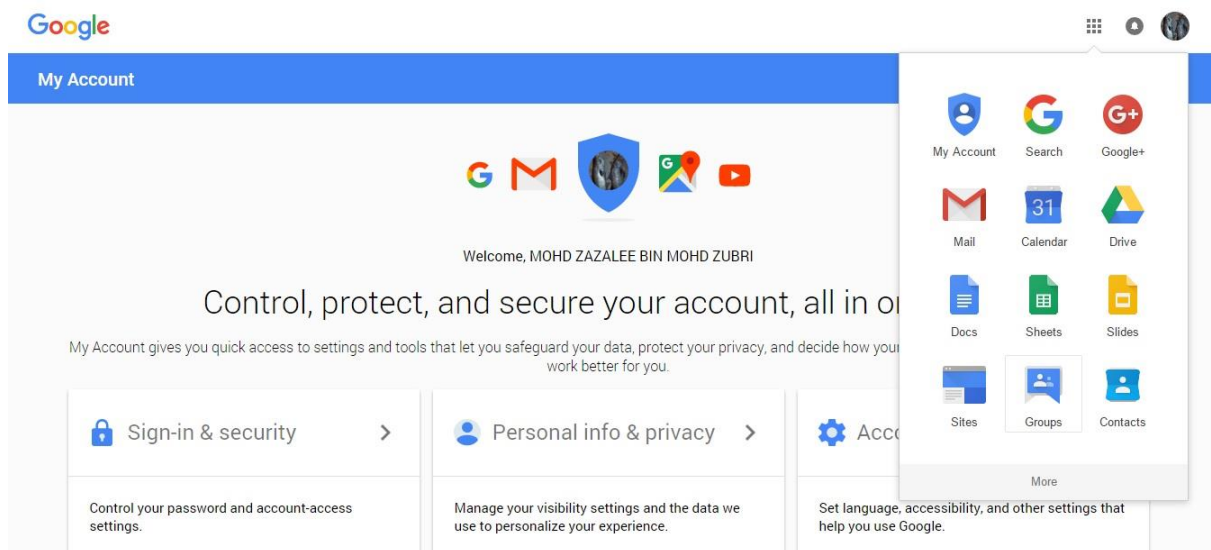 Google
My Account
Welcome, MOHD ZAZALEE BIN MOHD ZUBRI
Control, protect, and secure your account, all in o
My Account gives you quick access to settings and tools that let you safeguard your data, protect your privacy, and decide how your
work better for you.
Sign-in & security
Control your password and account-access
settings.
Personal info & privacy
Manage your visibility settings and the data we
use to personalize your experience.
Acco
Set language, accessibility, and other settings that
help you use Google.
My Account Search Google+
G+
31
Mail Calendar Drive
Docs Sheets Slides
Sites Groups Contacts
More